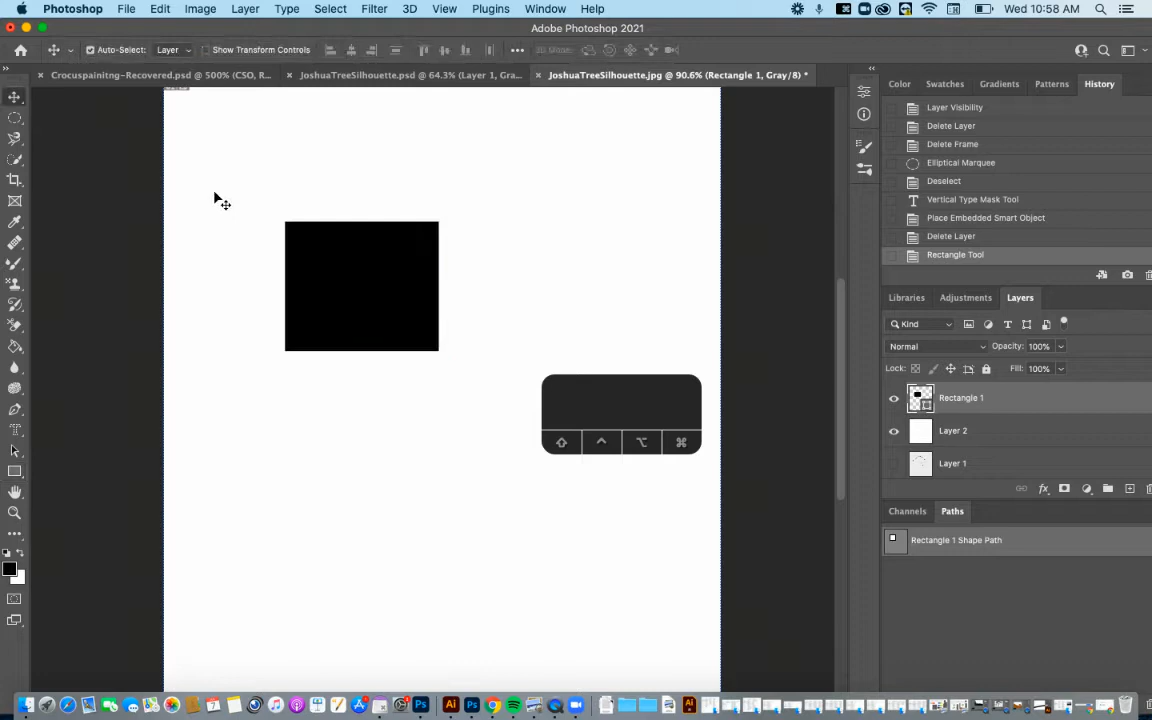 Photoshop File Edit Image Layer Type Select Filter 3D View Plugins Window Help Wed 10:58 AM
Adobe Photoshop 2021
Auto-Select: Layer Show Transform Controls 3D Mode:
Crocuspainitng-Recovered.psd @ 500% (CSO, R... JoshuaTreeSilhouette.psd @ 64.3% (Layer 1, Gra... JoshuaTreeSilhouette.jpg @ 90.6% (Rectangle 1, Gray/8) *
Color Swatches Gradients Patterns History
Layer Visibility
Delete Layer
Delete Frame
Elliptical Marquee
Deselect
Vertical Type Mask Tool
Place Embedded Smart Object
Delete Layer
Rectangle Tool
Libraries Adjustments Layers
Kind
Normal Opacity: 100%
Lock: Fill: 100%
Rectangle 1
Layer 2
Layer 1
fx
Channels Paths
Rectangle 1 Shape Path